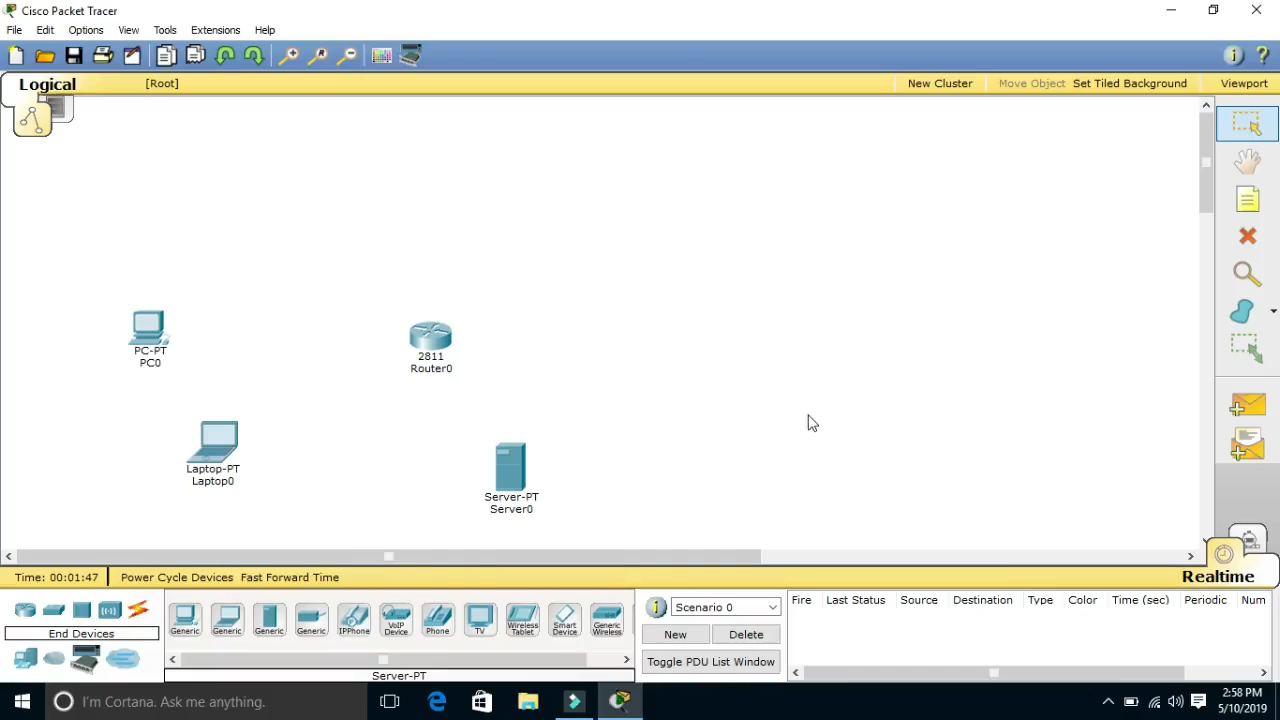 Cisco Packet Tracer
File Edit Options View Tools Extensions Help
Logical [Root] New Cluster Move Object Set Tiled Background Viewport
PC-PT
PC0
2811
Router0
Laptop-PT
Laptop0
Server-PT
Server0
Time: 00:01:47 Power Cycle Devices Fast Forward Time Realtime
End Devices
Generic Generic Generic Generic IPPhone VoIP Device Phone TV Wireless Tablet Smart Device Generic Wireless
Server-PT
Scenario 0
New Delete
Toggle PDU List Window
Fire Last Status Source Destination Type Color Time (sec) Periodic Num
I'm Cortana. Ask me anything.
2:58 PM
5/10/2019